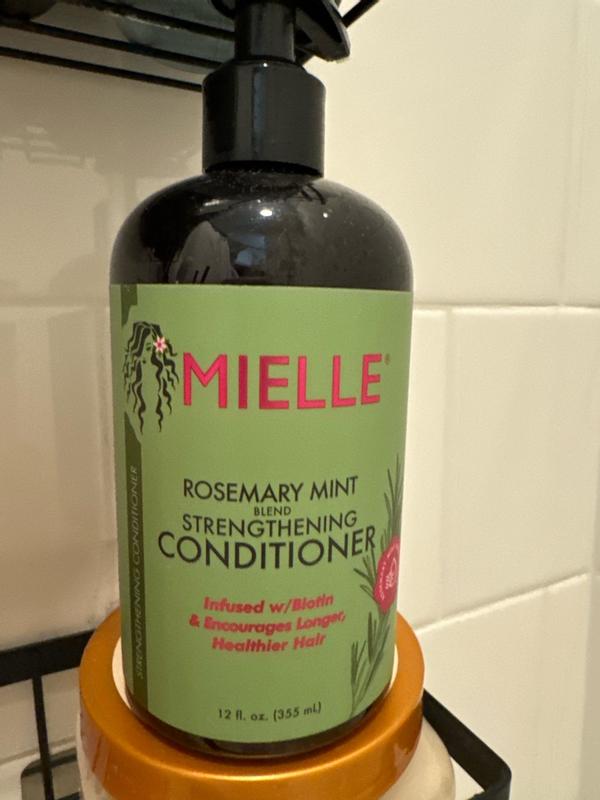 MIELLE®
ROSEMARY MINT
BLEND
STRENGTHENING
CONDITIONER
Infused w/Biotin
& Encourages Longer,
Healthier Hair
12 fl. oz. (355 mL)
STRENGTHENING CONDITIONER